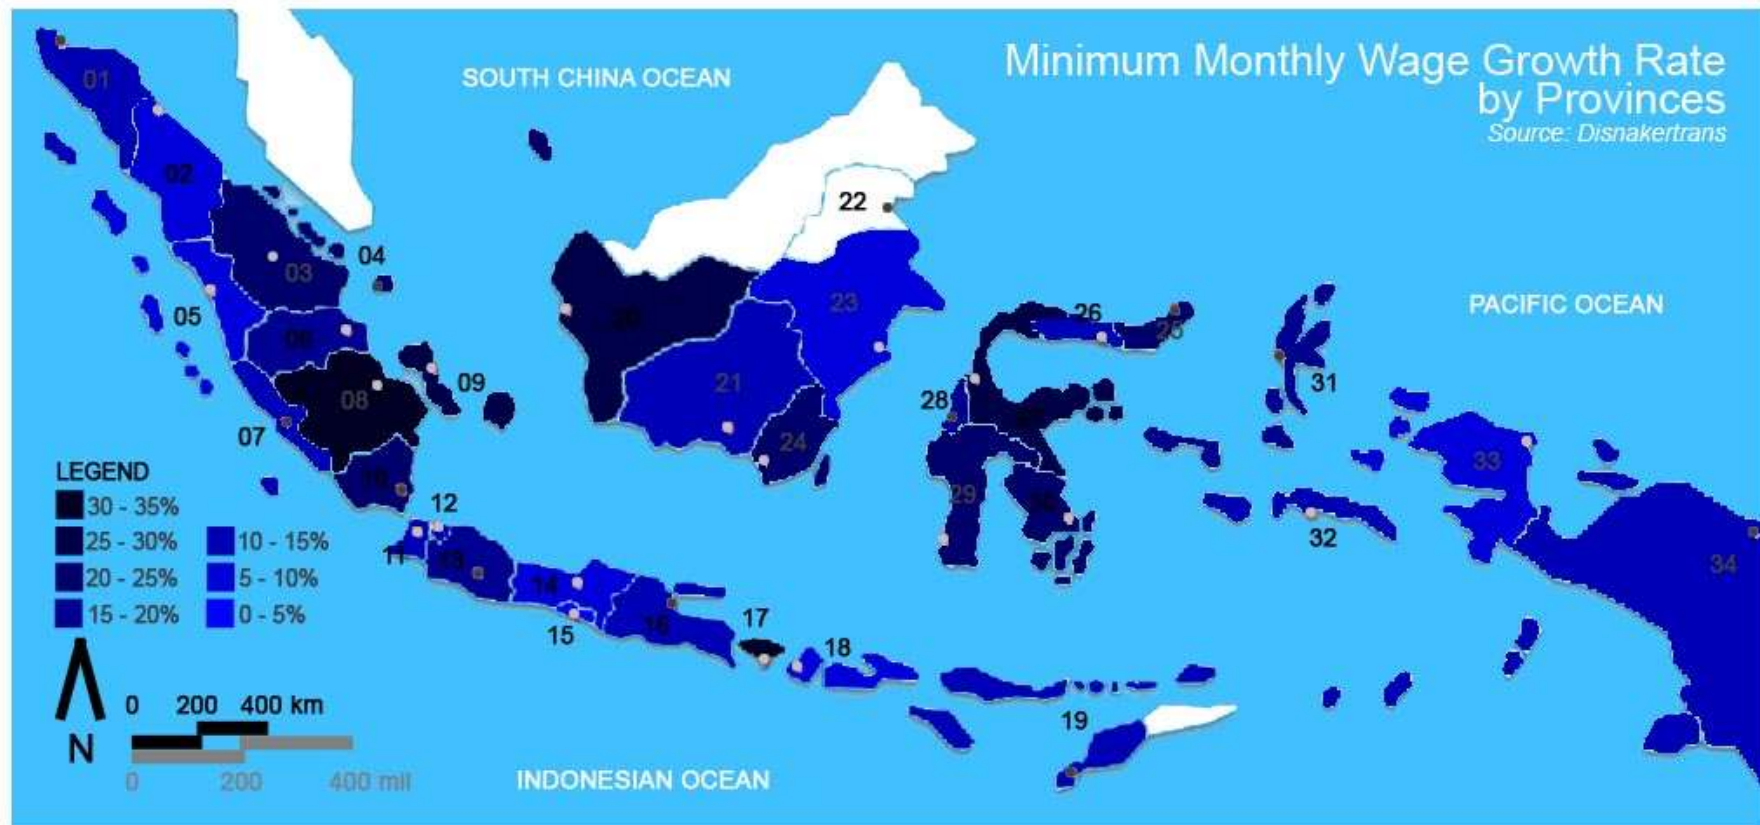 Minimum Monthly Wage Growth Rate
by Provinces
Source: Disnakertrans
SOUTH CHINA OCEAN
PACIFIC OCEAN
INDONESIAN OCEAN
01
02
03
04
05
06
07
08
09
10
11
12
13
14
15
16
17
18
19
20
21
22
23
24
25
26
28
29
31
32
33
34
LEGEND
30 - 35%
25 - 30%
20 - 25%
15 - 20%
10 - 15%
5 - 10%
0 - 5%
N
0 200 400 km
0 200 400 mil